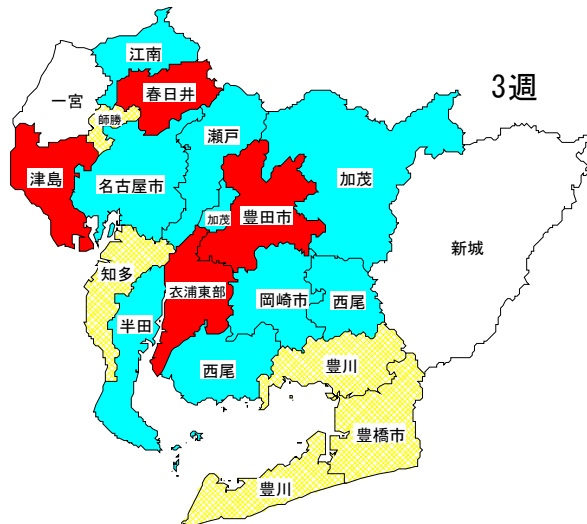 江南
一宮
春日井
3週
師勝
瀬戸
津島
名古屋市
加茂
加茂
豊田市
新城
知多
衣浦東部
岡崎市
西尾
半田
西尾
豊川
豊橋市
豊川